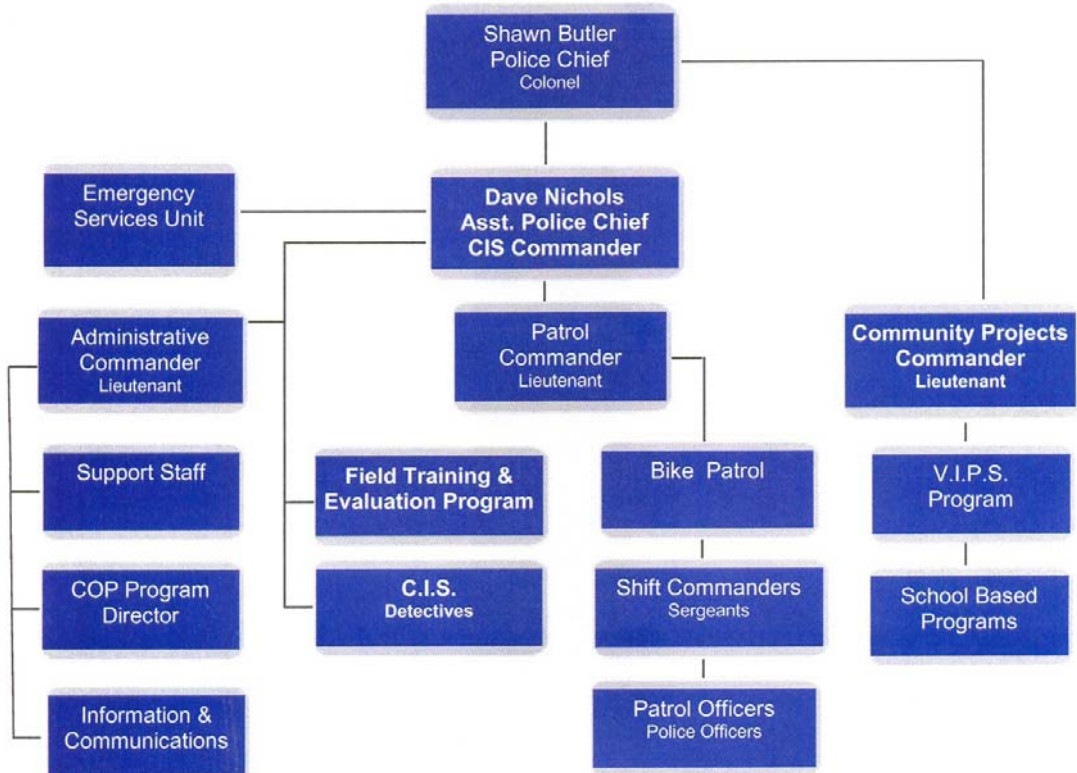 Shawn Butler
Police Chief
Colonel
Emergency
Services Unit
Dave Nichols
Asst. Police Chief
CIS Commander
Administrative
Commander
Lieutenant
Patrol
Commander
Lieutenant
Community Projects
Commander
Lieutenant
Support Staff
Field Training &
Evaluation Program
Bike Patrol
V.I.P.S.
Program
COP Program
Director
C.I.S.
Detectives
Shift Commanders
Sergeants
School Based
Programs
Information &
Communications
Patrol Officers
Police Officers